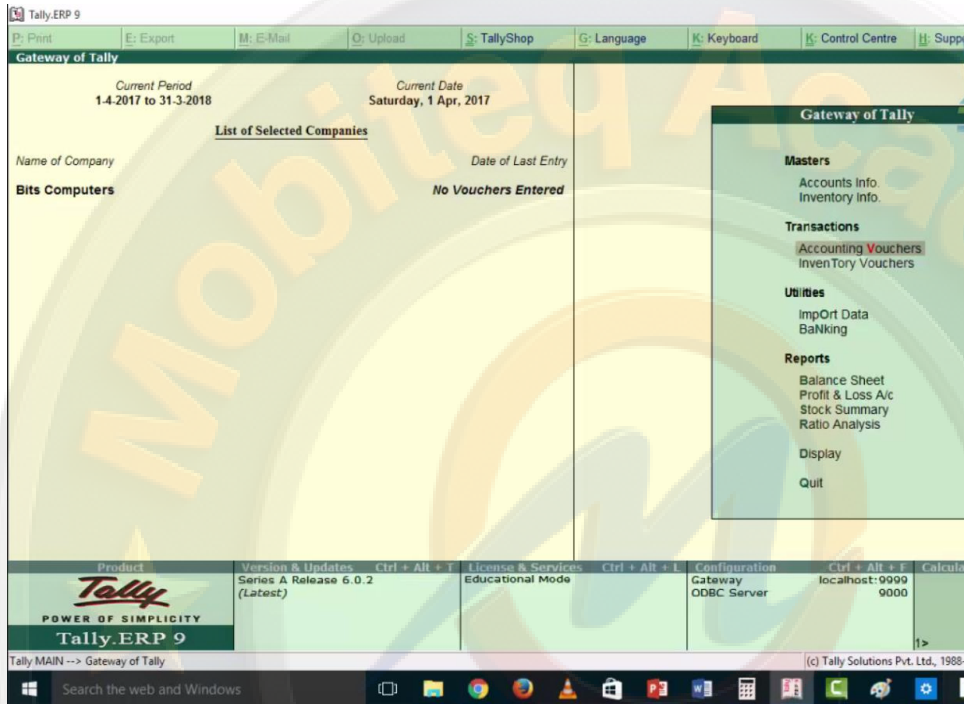 Tally.ERP 9
P: Print E: Export M: E-Mail O: Upload S: TallyShop G: Language K: Keyboard K: Control Centre H: Suppo
Gateway of Tally
Current Period Current Date
1-4-2017 to 31-3-2018 Saturday, 1 Apr, 2017
List of Selected Companies
Name of Company Date of Last Entry
Bits Computers No Vouchers Entered
Gateway of Tally
Masters
Accounts Info.
Inventory Info.
Transactions
Accounting Vouchers
InvenTory Vouchers
Utilities
ImpOrt Data
BaNking
Reports
Balance Sheet
Profit & Loss A/c
Stock Summary
Ratio Analysis
Display
Quit
Mobiteq Aca
Product Version & Updates Ctrl + Alt + T License & Services Ctrl + Alt + L Configuration Ctrl + Alt + F Calcula
Tally
POWER OF SIMPLICITY
Tally.ERP 9
Series A Release 6.0.2
(Latest)
Educational Mode
Gateway localhost:9999
ODBC Server 9000
1>
Tally MAIN --> Gateway of Tally (c) Tally Solutions Pvt. Ltd., 1988-
Search the web and Windows